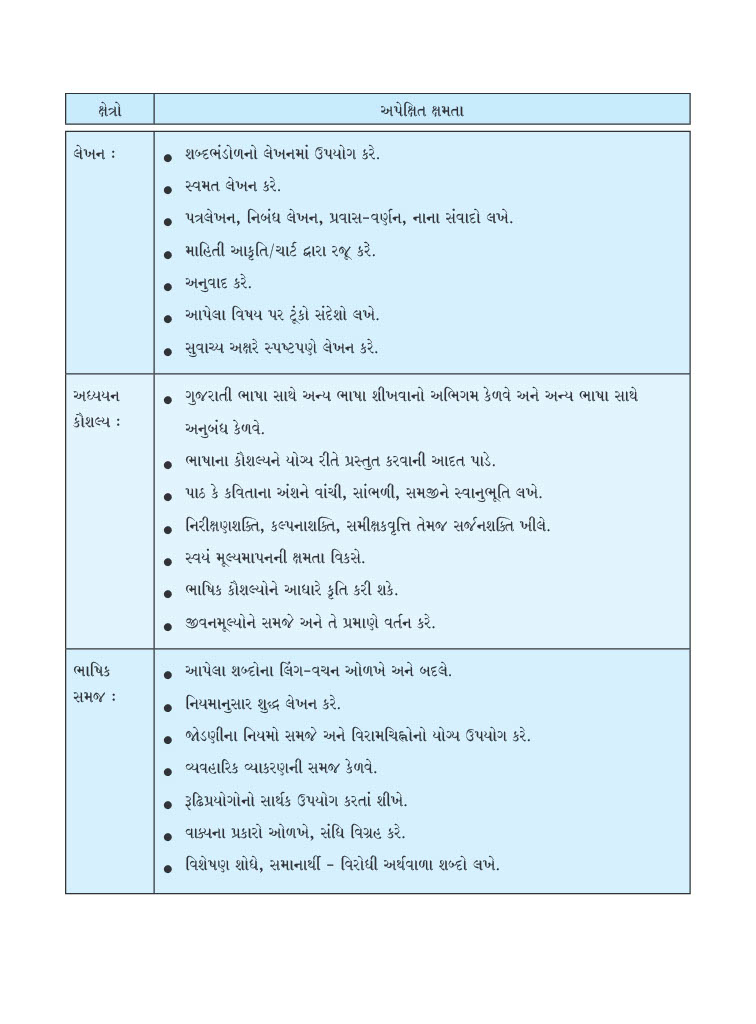 ક્ષેત્રો અપેક્ષિત ક્ષમતા
લેખન :
● શબ્દભંડોળનો લેખનમાં ઉપયોગ કરે.
● સ્વમત લેખન કરે.
● પત્રલેખન, નિબંધ લેખન, પ્રવાસ-વર્ણન, નાના સંવાદો લખે.
● માહિતી આકૃતિ/ચાર્ટ દ્વારા રજૂ કરે.
● અનુવાદ કરે.
● આપેલા વિષય પર ટૂંકો સંદેશો લખે.
● સુવાચ્ય અક્ષરે સ્પષ્ટપણે લેખન કરે.
અધ્યયન
કૌશલ્ય :
● ગુજરાતી ભાષા સાથે અન્ય ભાષા શીખવાનો અભિગમ કેળવે અને અન્ય ભાષા સાથે
અનુબંધ કેળવે.
● ભાષાના કૌશલ્યને યોગ્ય રીતે પ્રસ્તુત કરવાની આદત પાડે.
● પાઠ કે કવિતાના અંશને વાંચી, સાંભળી, સમજીને સ્વાનુભૂતિ લખે.
● નિરીક્ષણશક્તિ, કલ્પનાશક્તિ, સમીક્ષકવૃત્તિ તેમજ સર્જનશક્તિ ખીલે.
● સ્વયં મૂલ્યમાપનની ક્ષમતા વિકસે.
● ભાષિક કૌશલ્યોને આધારે કૃતિ કરી શકે.
● જીવનમૂલ્યોને સમજે અને તે પ્રમાણે વર્તન કરે.
ભાષિક
સમજ :
● આપેલા શબ્દોના લિંગ-વચન ઓળખે અને બદલે.
● નિયમાનુસાર શુદ્ધ લેખન કરે.
● જોડણીના નિયમો સમજે અને વિરામચિહ્નોનો યોગ્ય ઉપયોગ કરે.
● વ્યવહારિક વ્યાકરણની સમજ કેળવે.
● રૂઢિપ્રયોગોનો સાર્થક ઉપયોગ કરતાં શીખે.
● વાક્યના પ્રકારો ઓળખે, સંધિ વિગ્રહ કરે.
● વિશેષણ શોધે, સમાનાર્થી - વિરોધી અર્થવાળા શબ્દો લખે.